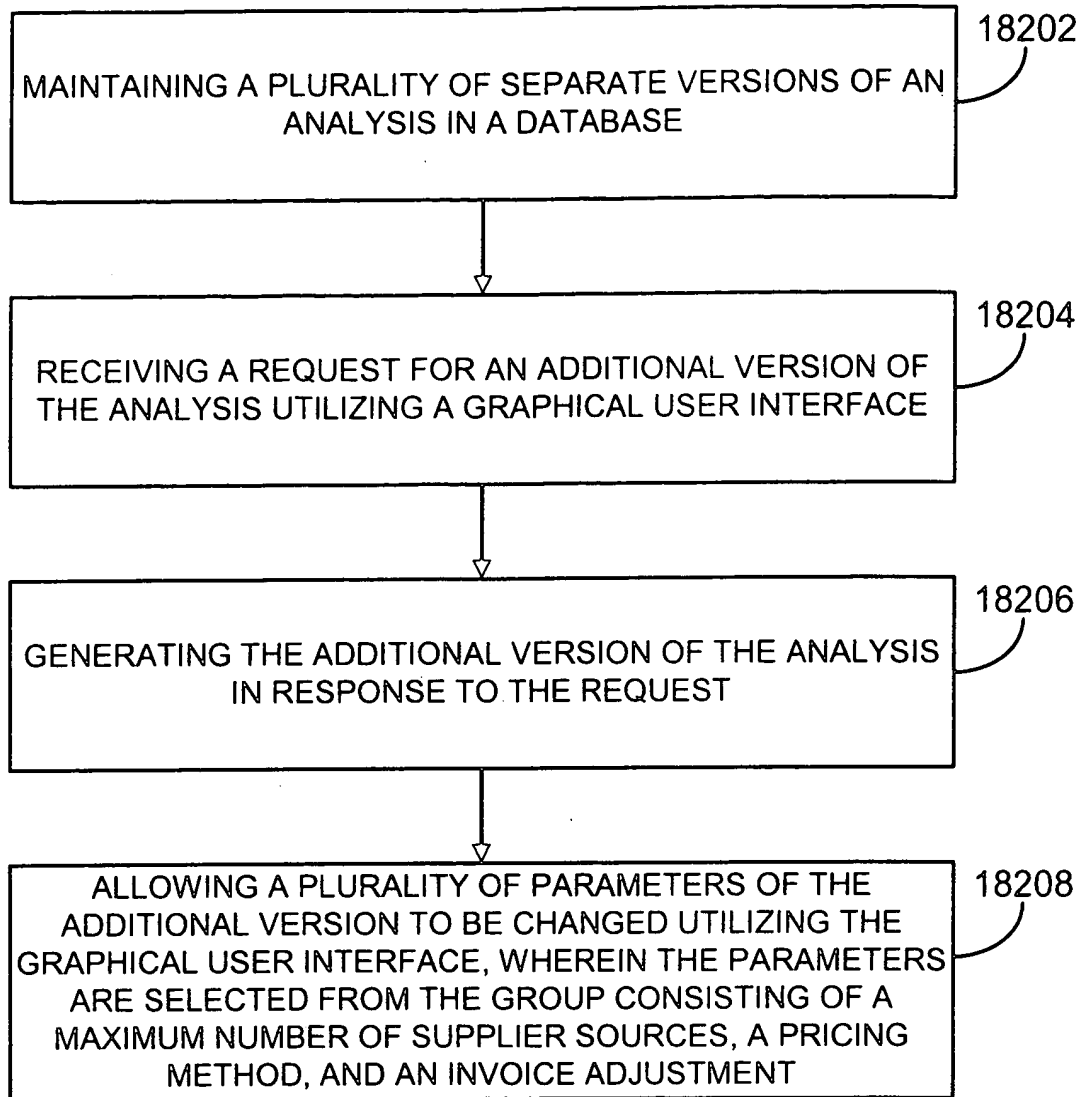 18202
MAINTAINING A PLURALITY OF SEPARATE VERSIONS OF AN
ANALYSIS IN A DATABASE
18204
RECEIVING A REQUEST FOR AN ADDITIONAL VERSION OF
THE ANALYSIS UTILIZING A GRAPHICAL USER INTERFACE
18206
GENERATING THE ADDITIONAL VERSION OF THE ANALYSIS
IN RESPONSE TO THE REQUEST
18208
ALLOWING A PLURALITY OF PARAMETERS OF THE
ADDITIONAL VERSION TO BE CHANGED UTILIZING THE
GRAPHICAL USER INTERFACE, WHEREIN THE PARAMETERS
ARE SELECTED FROM THE GROUP CONSISTING OF A
MAXIMUM NUMBER OF SUPPLIER SOURCES, A PRICING
METHOD, AND AN INVOICE ADJUSTMENT